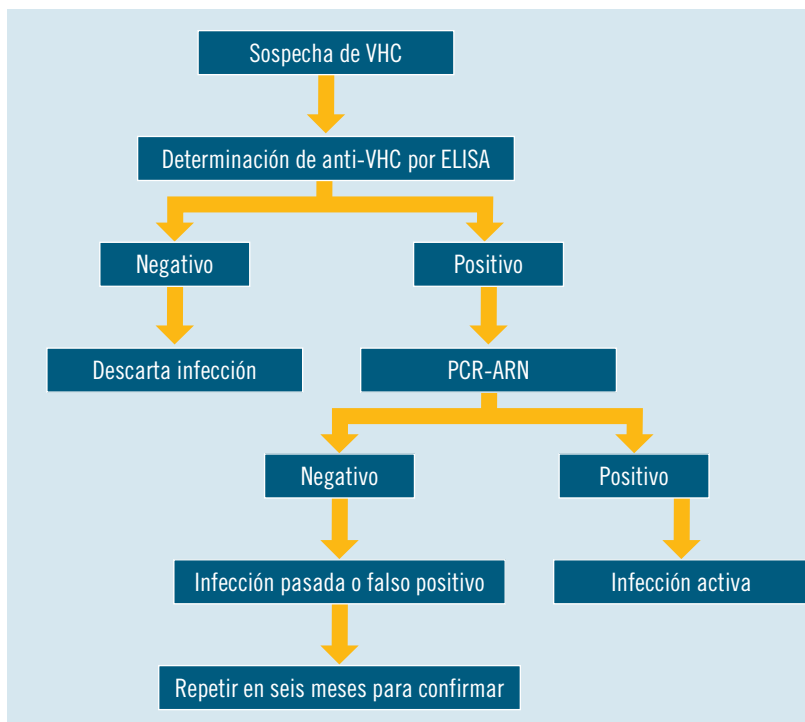 Sospecha de VHC
Determinación de anti-VHC por ELISA
Negativo
Positivo
Descarta infección
PCR-ARN
Negativo
Positivo
Infección pasada o falso positivo
Infección activa
Repetir en seis meses para confirmar